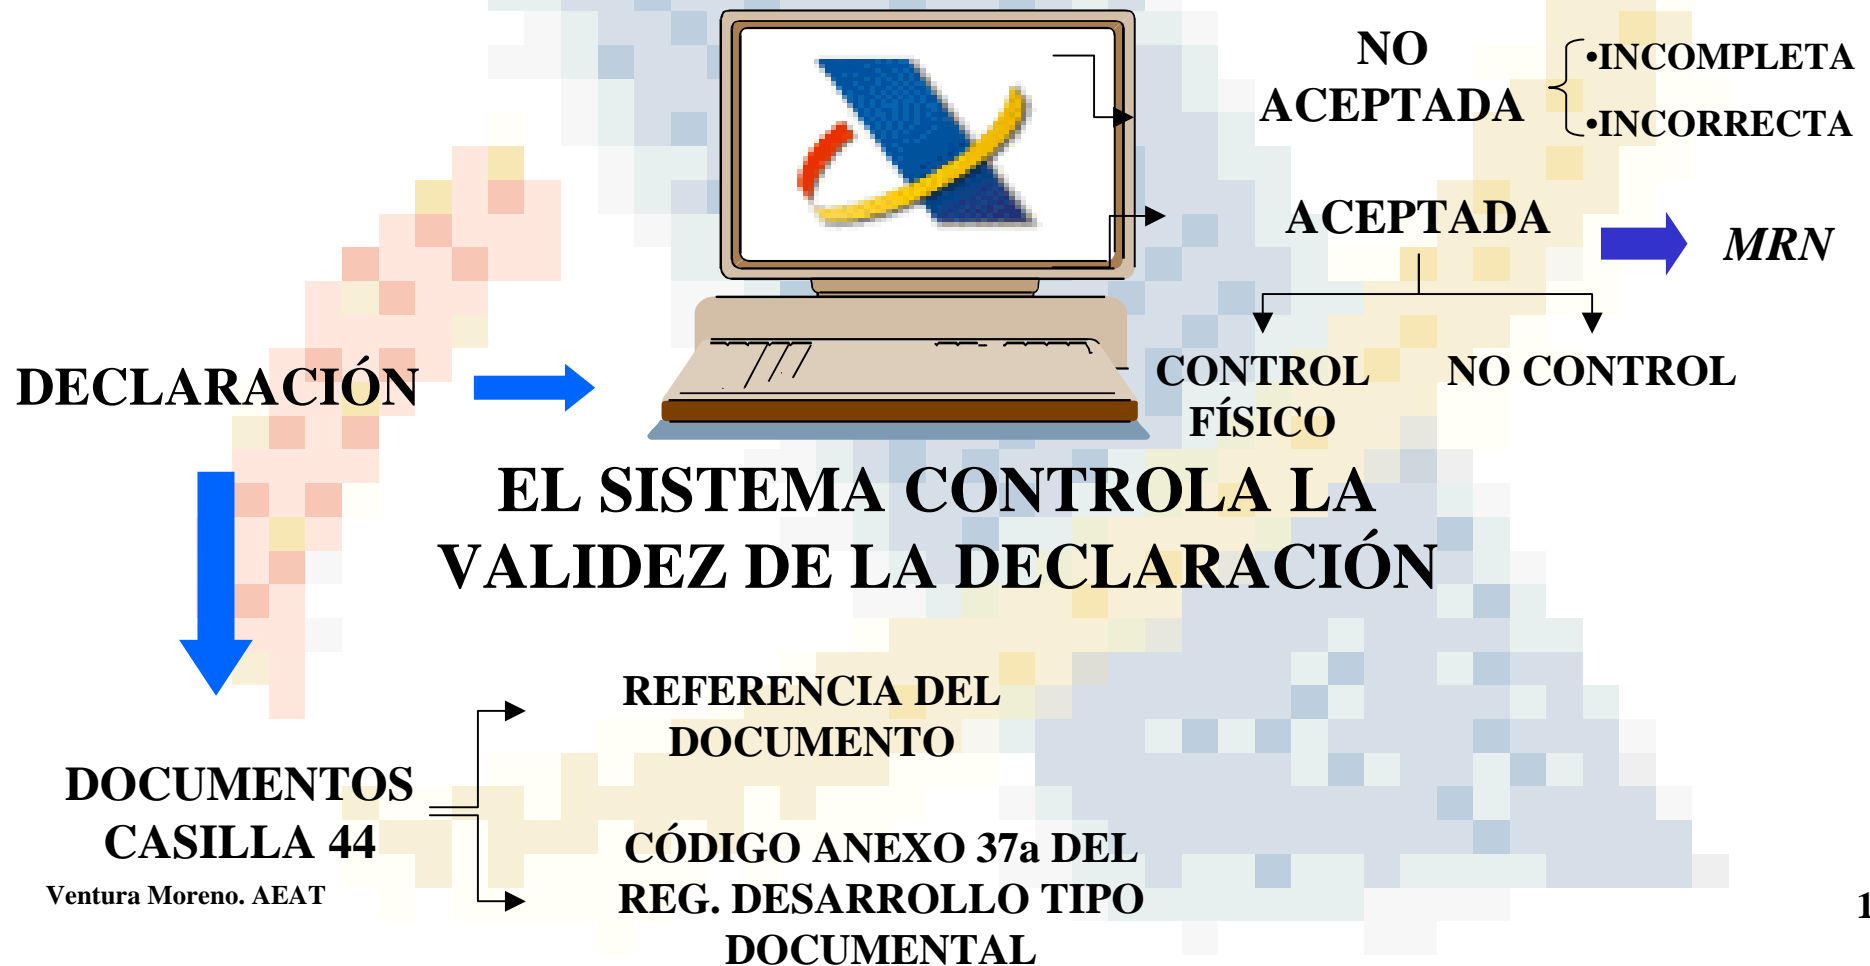 NO
ACEPTADA
•INCOMPLETA
•INCORRECTA
ACEPTADA
MRN
DECLARACIÓN
CONTROL
FÍSICO
NO CONTROL
EL SISTEMA CONTROLA LA
VALIDEZ DE LA DECLARACIÓN
REFERENCIA DEL
DOCUMENTO
DOCUMENTOS
CASILLA 44
CÓDIGO ANEXO 37a DEL
REG. DESARROLLO TIPO
DOCUMENTAL
Ventura Moreno. AEAT